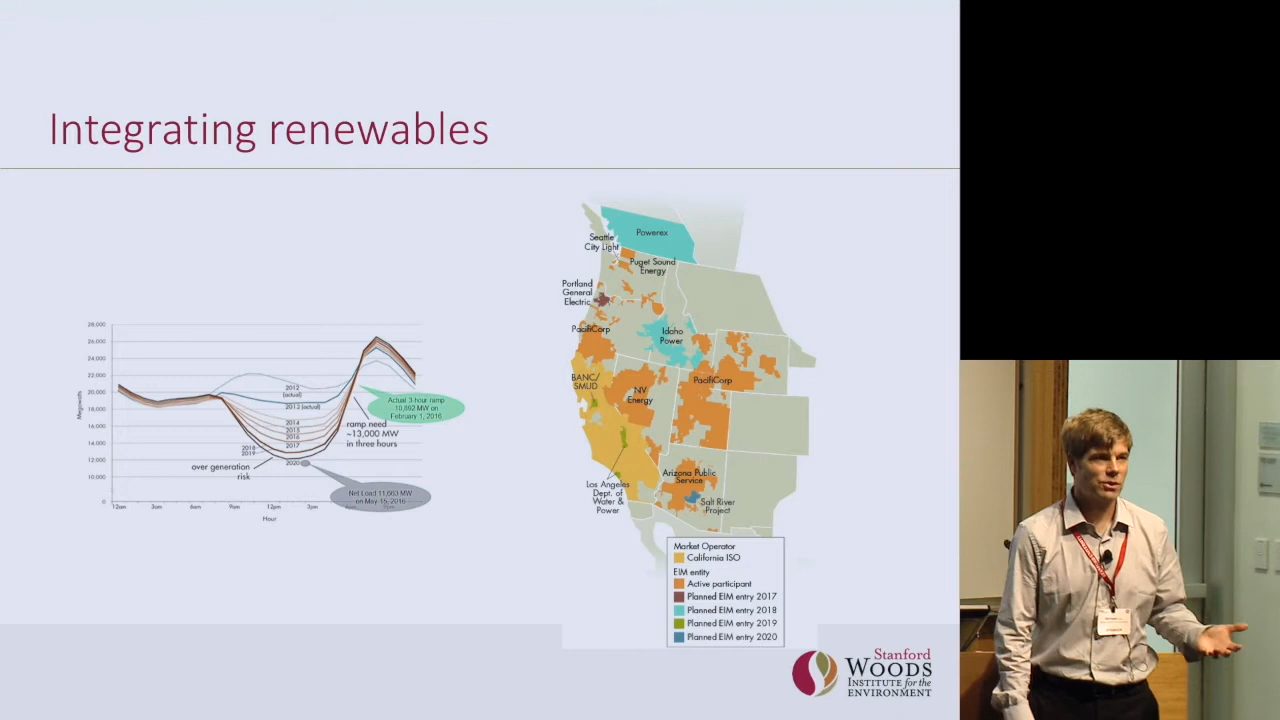 Integrating renewables
28,000
26,000
24,000
22,000
20,000
18,000
16,000
14,000
12,000
10,000
0
Megawatts
12am
3am
6am
9am
12pm
3pm
Hour
2012
(actual)
2013 (actual)
2014
2015
2016
2017
2018
2019
2020
over generation
risk
ramp need
~13,000 MW
in three hours
Actual 3-hour ramp
10,892 MW on
February 1, 2016
Net Load 11,663 MW
on May 15, 2016
Powerex
Seattle
City Light
Puget Sound
Energy
Portland
General
Electric
PacifiCorp
Idaho
Power
BANC/
SMUD
NV
Energy
PacifiCorp
Los Angeles
Dept. of
Water &
Power
Arizona Public
Service
Salt River
Project
Market Operator
California ISO
EIM entity
Active participant
Planned EIM entry 2017
Planned EIM entry 2018
Planned EIM entry 2019
Planned EIM entry 2020
Stanford
WOODS
INSTITUTE for the
ENVIRONMENT